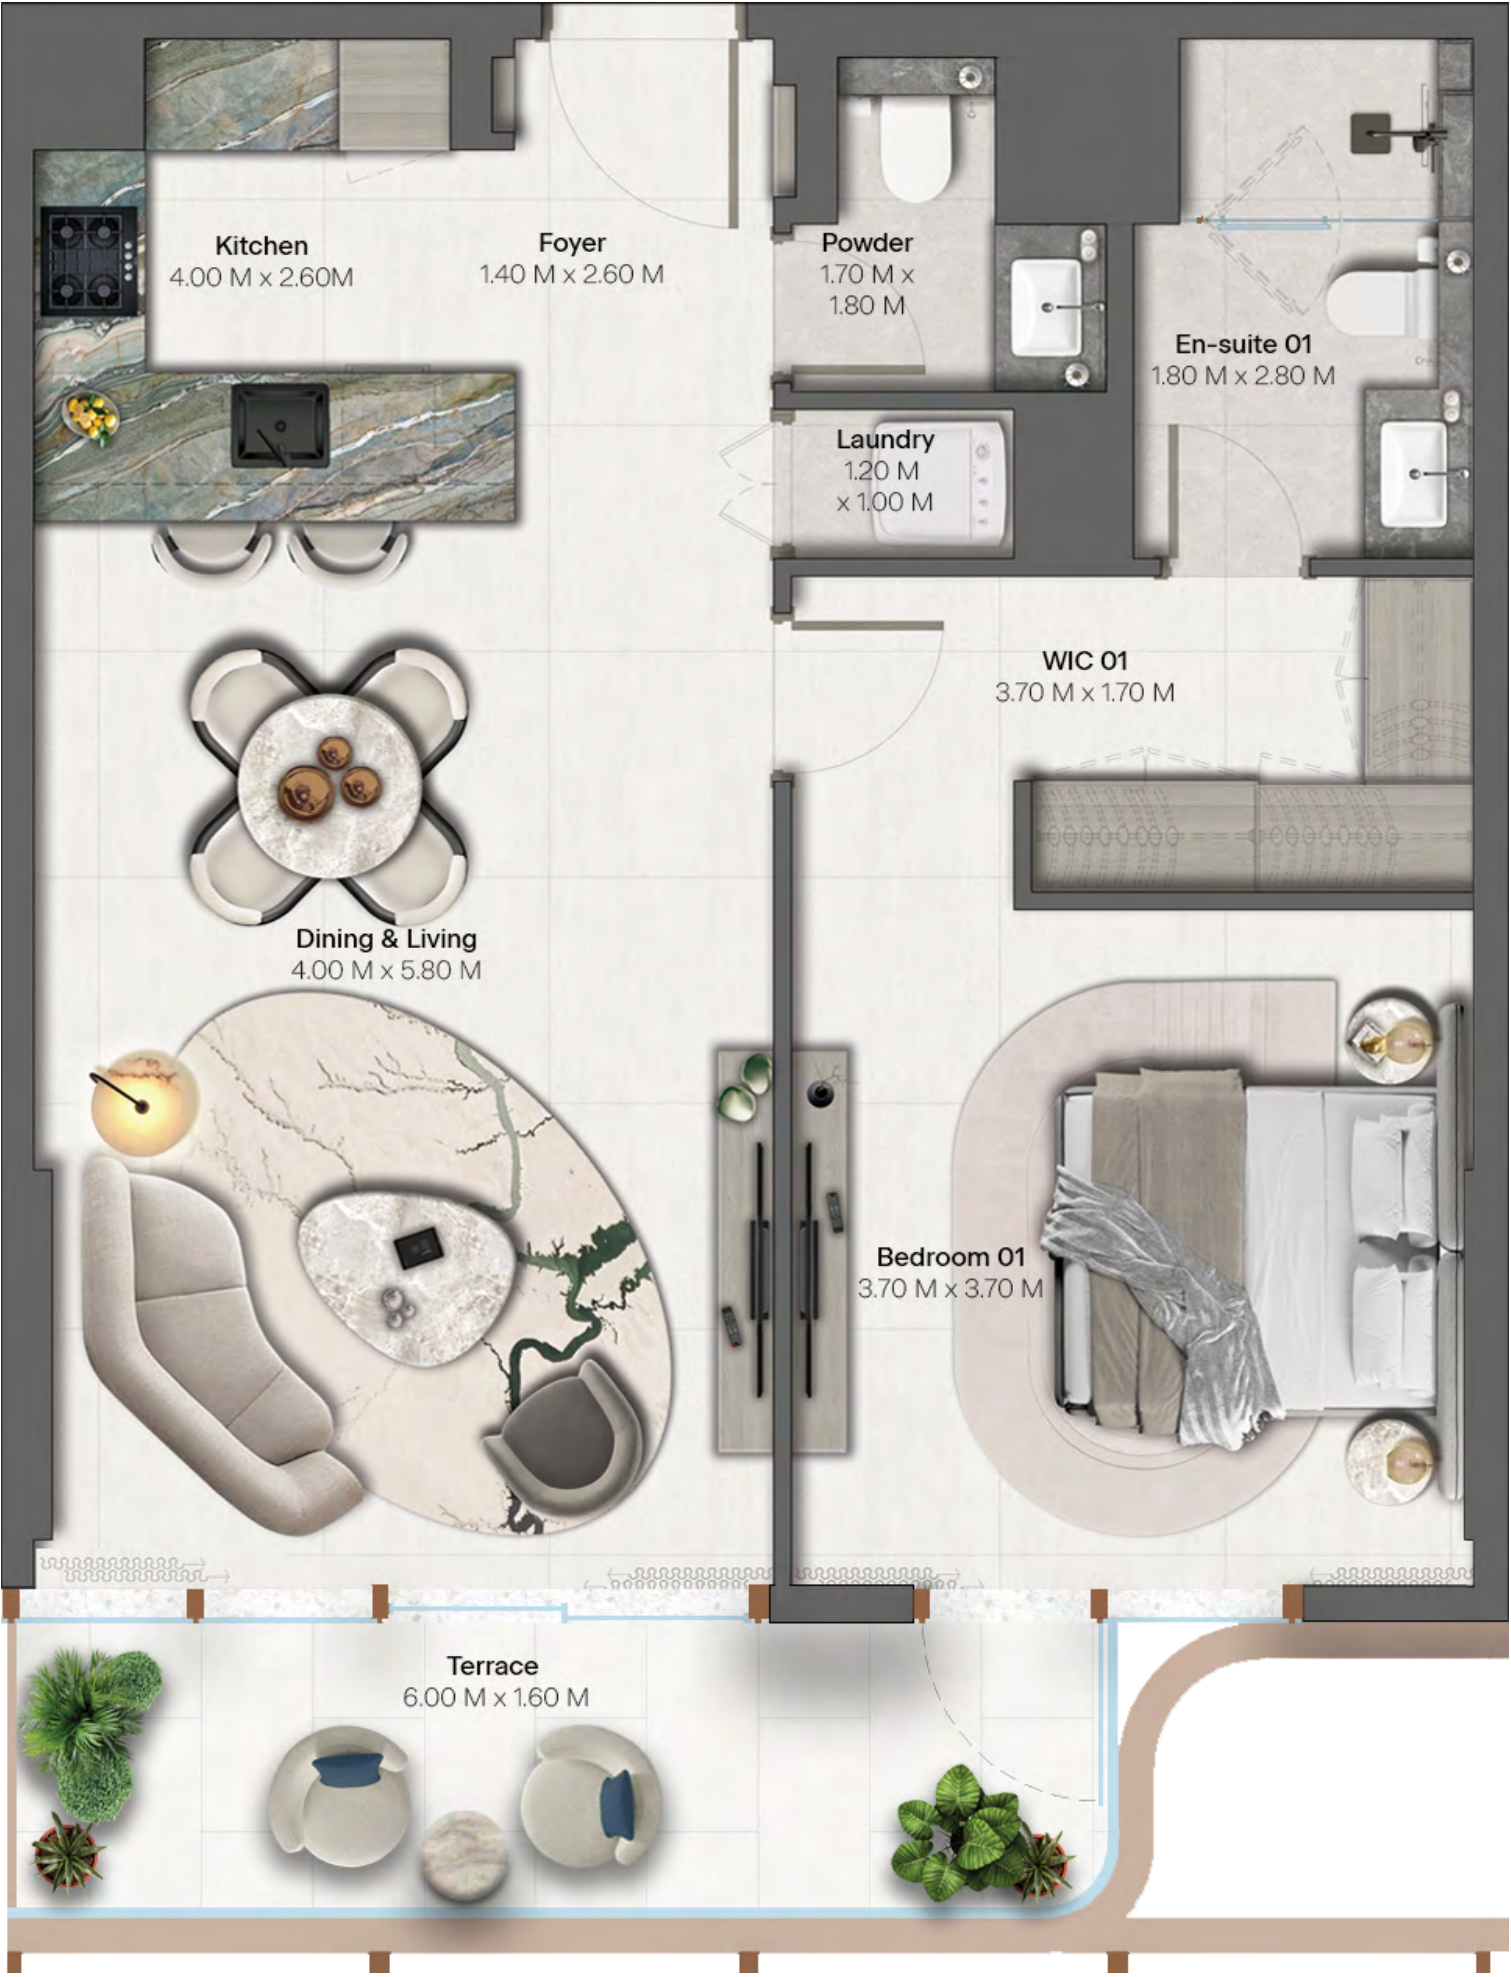 Kitchen
4.00 M x 2.60M
Foyer
1.40 M x 2.60 M
Powder
1.70 M x
1.80 M
En-suite 01
1.80 M x 2.80 M
Laundry
1.20 M
x 1.00 M
WIC 01
3.70 M x 1.70 M
Dining & Living
4.00 M x 5.80 M
Bedroom 01
3.70 M x 3.70 M
Terrace
6.00 M x 1.60 M